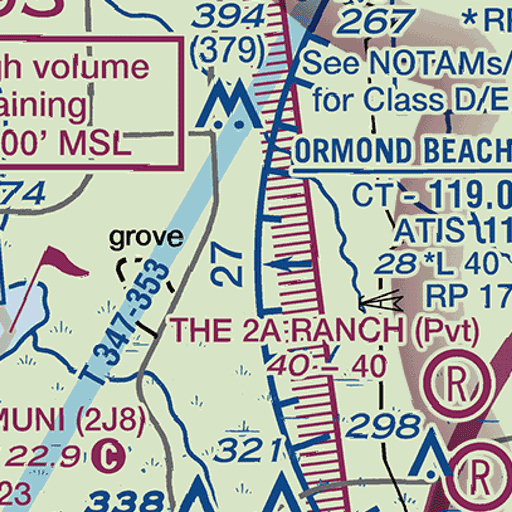 394
(379)
267
*RP
See NOTAMs/
for Class D/E
gh volume
aining
00' MSL
ORMOND BEACH
CT - 119.0
ATIS 11
28 *L 40
RP 17
74
grove
27
T 347-353
THE 2A RANCH (Pvt)
40 - 40
R
MUNI (2J8)
22.9 C
23
321
298
R
338